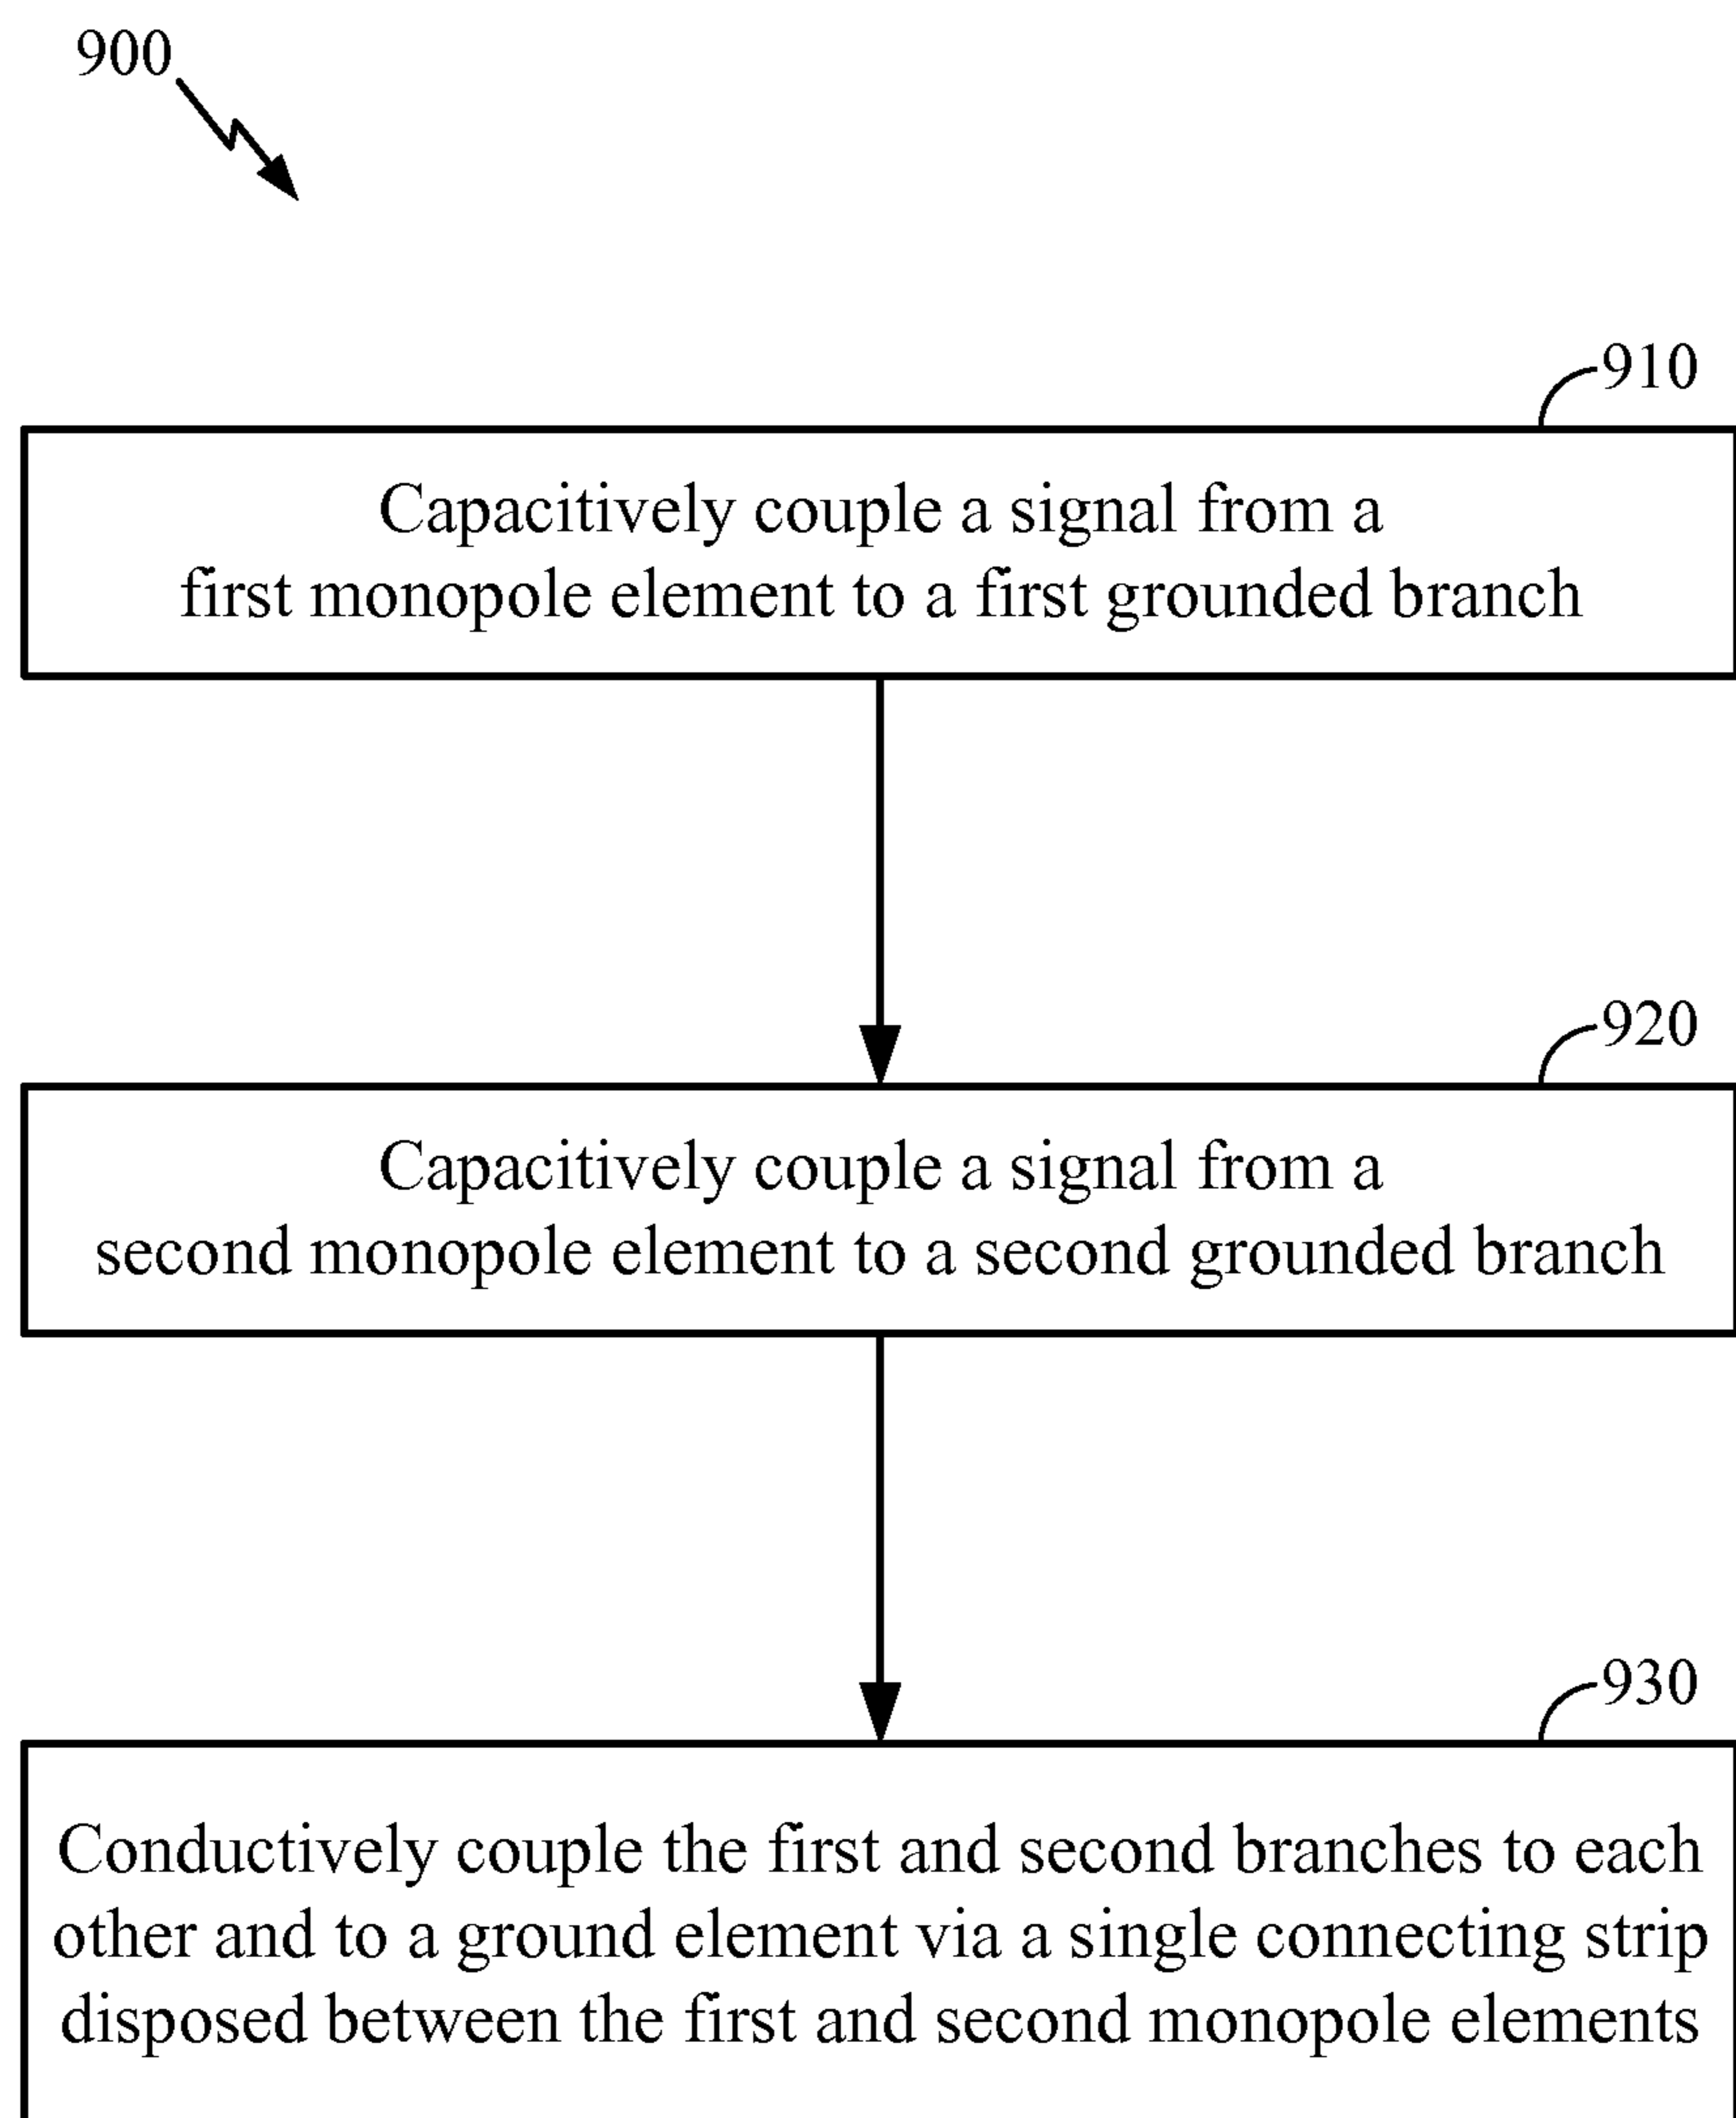 900
910
Capacitively couple a signal from a
first monopole element to a first grounded branch
920
Capacitively couple a signal from a
second monopole element to a second grounded branch
930
Conductively couple the first and second branches to each
other and to a ground element via a single connecting strip
disposed between the first and second monopole elements